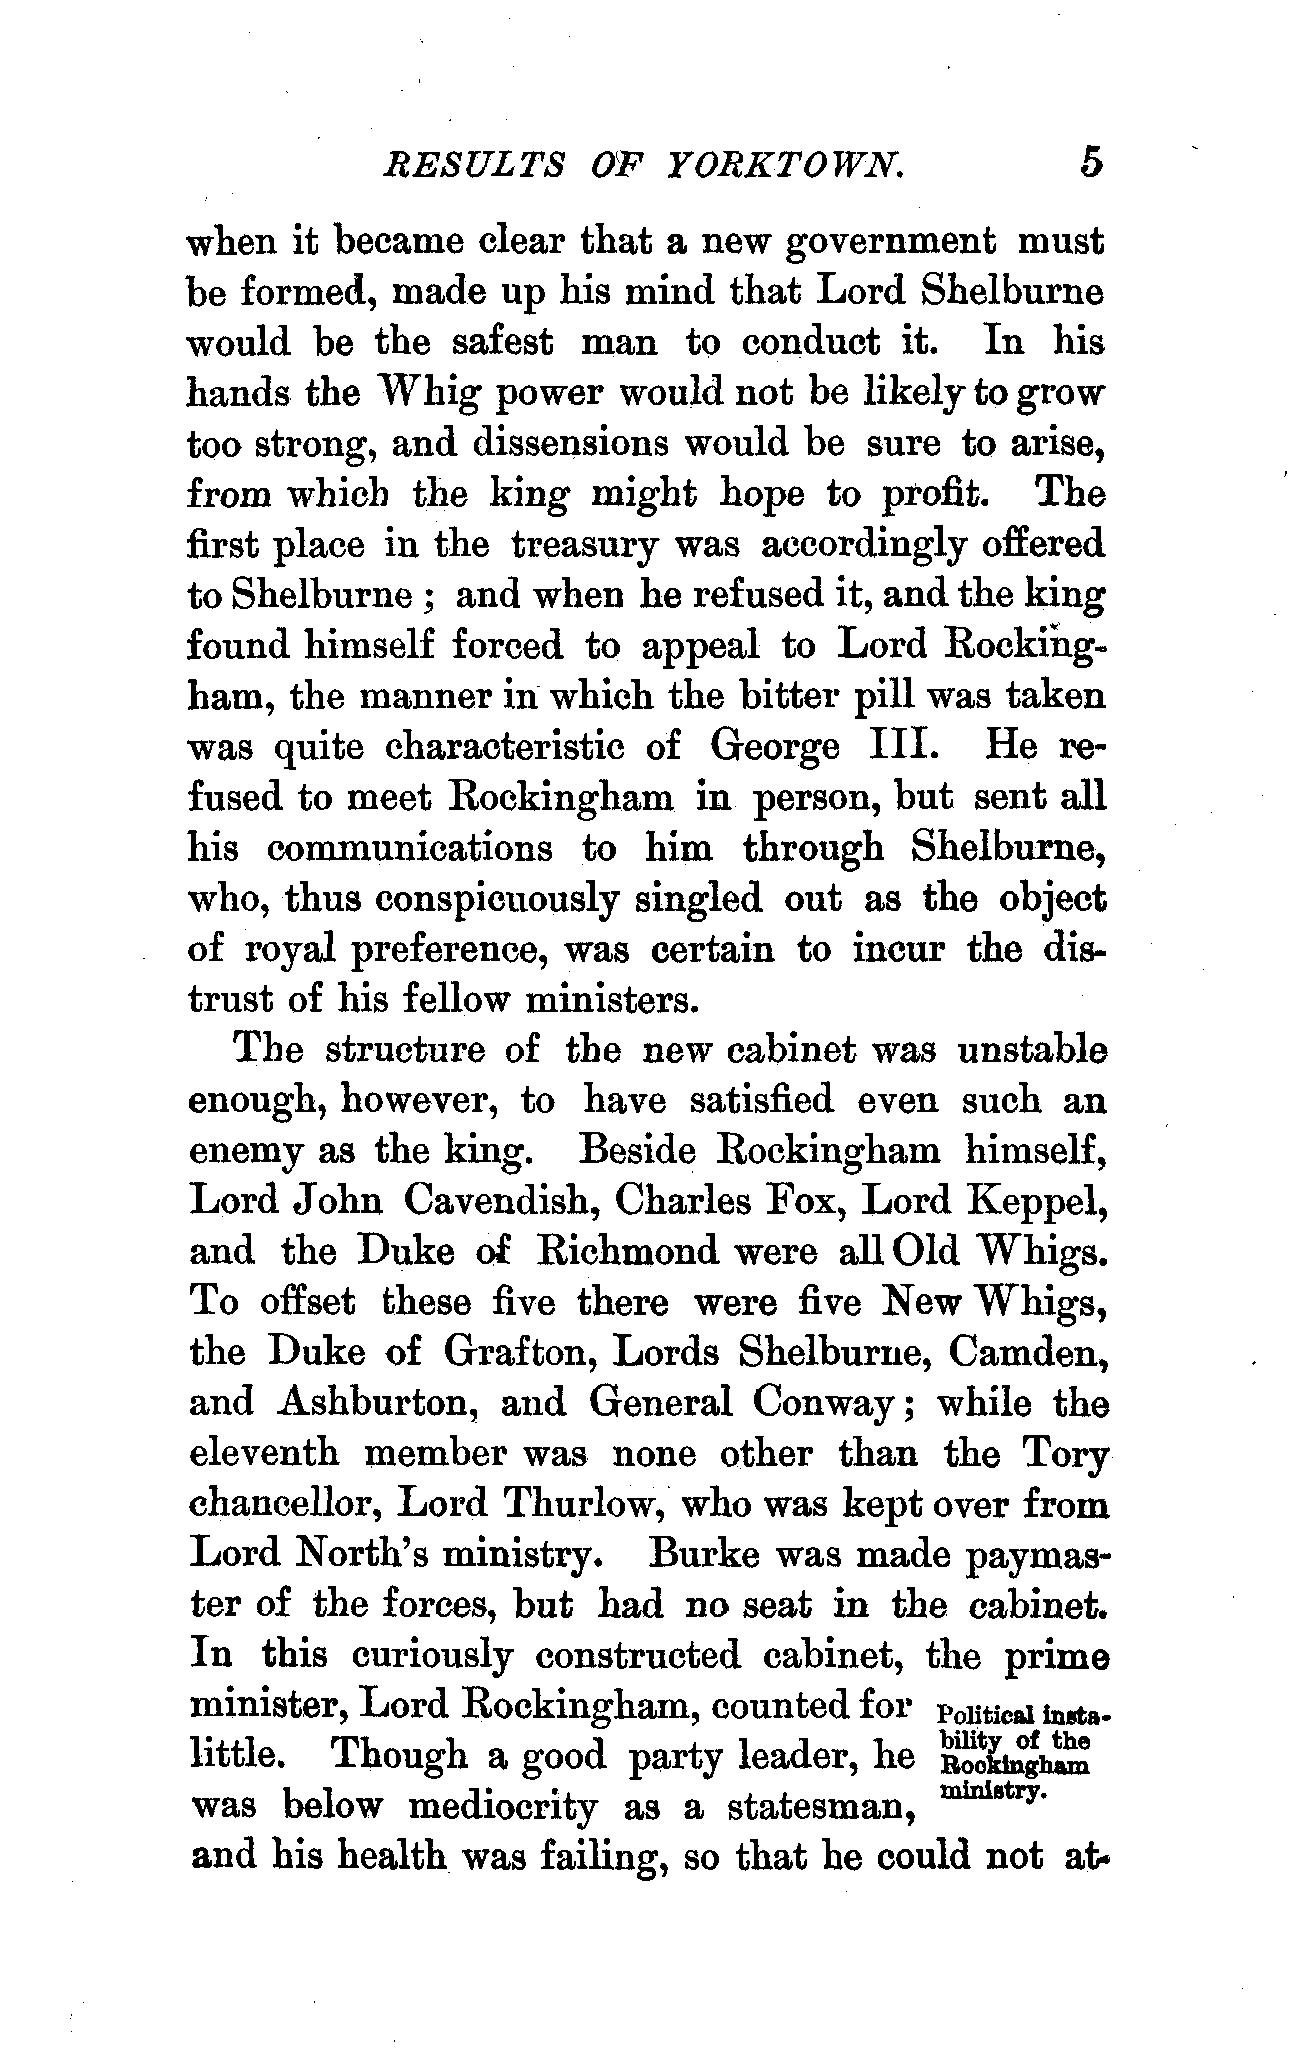 RESULTS OF YORKTOWN. 5
when it became clear that a new government must
be formed, made up his mind that Lord Shelburne
would be the safest man to conduct it. In his
hands the Whig power would not be likely to grow
too strong, and dissensions would be sure to arise,
from which the king might hope to profit. The
first place in the treasury was accordingly offered
to Shelburne ; and when he refused it, and the king
found himself forced to appeal to Lord Rocking-
ham, the manner in which the bitter pill was taken
was quite characteristic of George III. He re-
fused to meet Rockingham in person, but sent all
his communications to him through Shelburne,
who, thus conspicuously singled out as the object
of royal preference, was certain to incur the dis-
trust of his fellow ministers.
The structure of the new cabinet was unstable
enough, however, to have satisfied even such an
enemy as the king. Beside Rockingham himself,
Lord John Cavendish, Charles Fox, Lord Keppel,
and the Duke of Richmond were all Old Whigs.
To offset these five there were five New Whigs,
the Duke of Grafton, Lords Shelburne, Camden,
and Ashburton, and General Conway ; while the
eleventh member was none other than the Tory
chancellor, Lord Thurlow, who was kept over from
Lord North's ministry. Burke was made paymas-
ter of the forces, but had no seat in the cabinet.
In this curiously constructed cabinet, the prime
minister, Lord Rockingham, counted for
little. Though a good party leader, he
was below mediocrity as a statesman,
and his health was failing, so that he could not at-
Political insta-
bility of the
Rockingham
ministry.